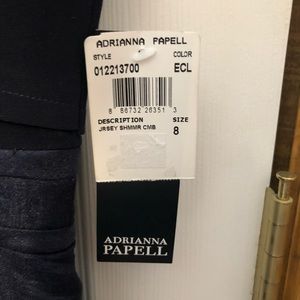 ADRIANNA PAPELL
STYLE COLOR
012213700 ECL
8 86732 26351 3
DESCRIPTION SIZE
JRSEY SHMMR CMB 8
ADRIANNA
PAPELL